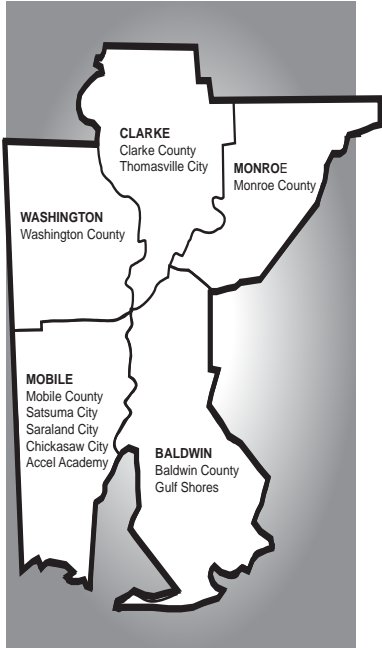 CLARKE
Clarke County
Thomasville City
MONROE
Monroe County
WASHINGTON
Washington County
MOBILE
Mobile County
Satsuma City
Saraland City
Chickasaw City
Accel Academy
BALDWIN
Baldwin County
Gulf Shores